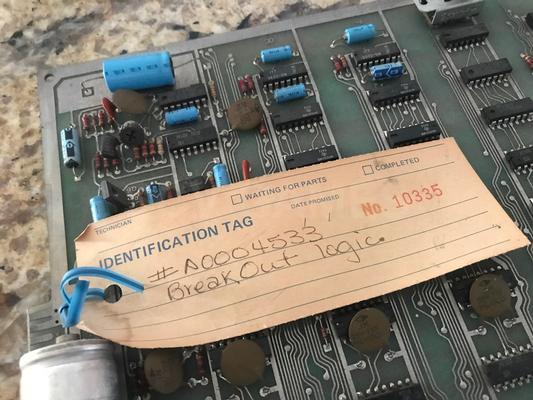 WAITING FOR PARTS
COMPLETED
TECHNICIAN
DATE PROMISED
No. 10335
IDENTIFICATION TAG
#A0004533
BreakOut logic